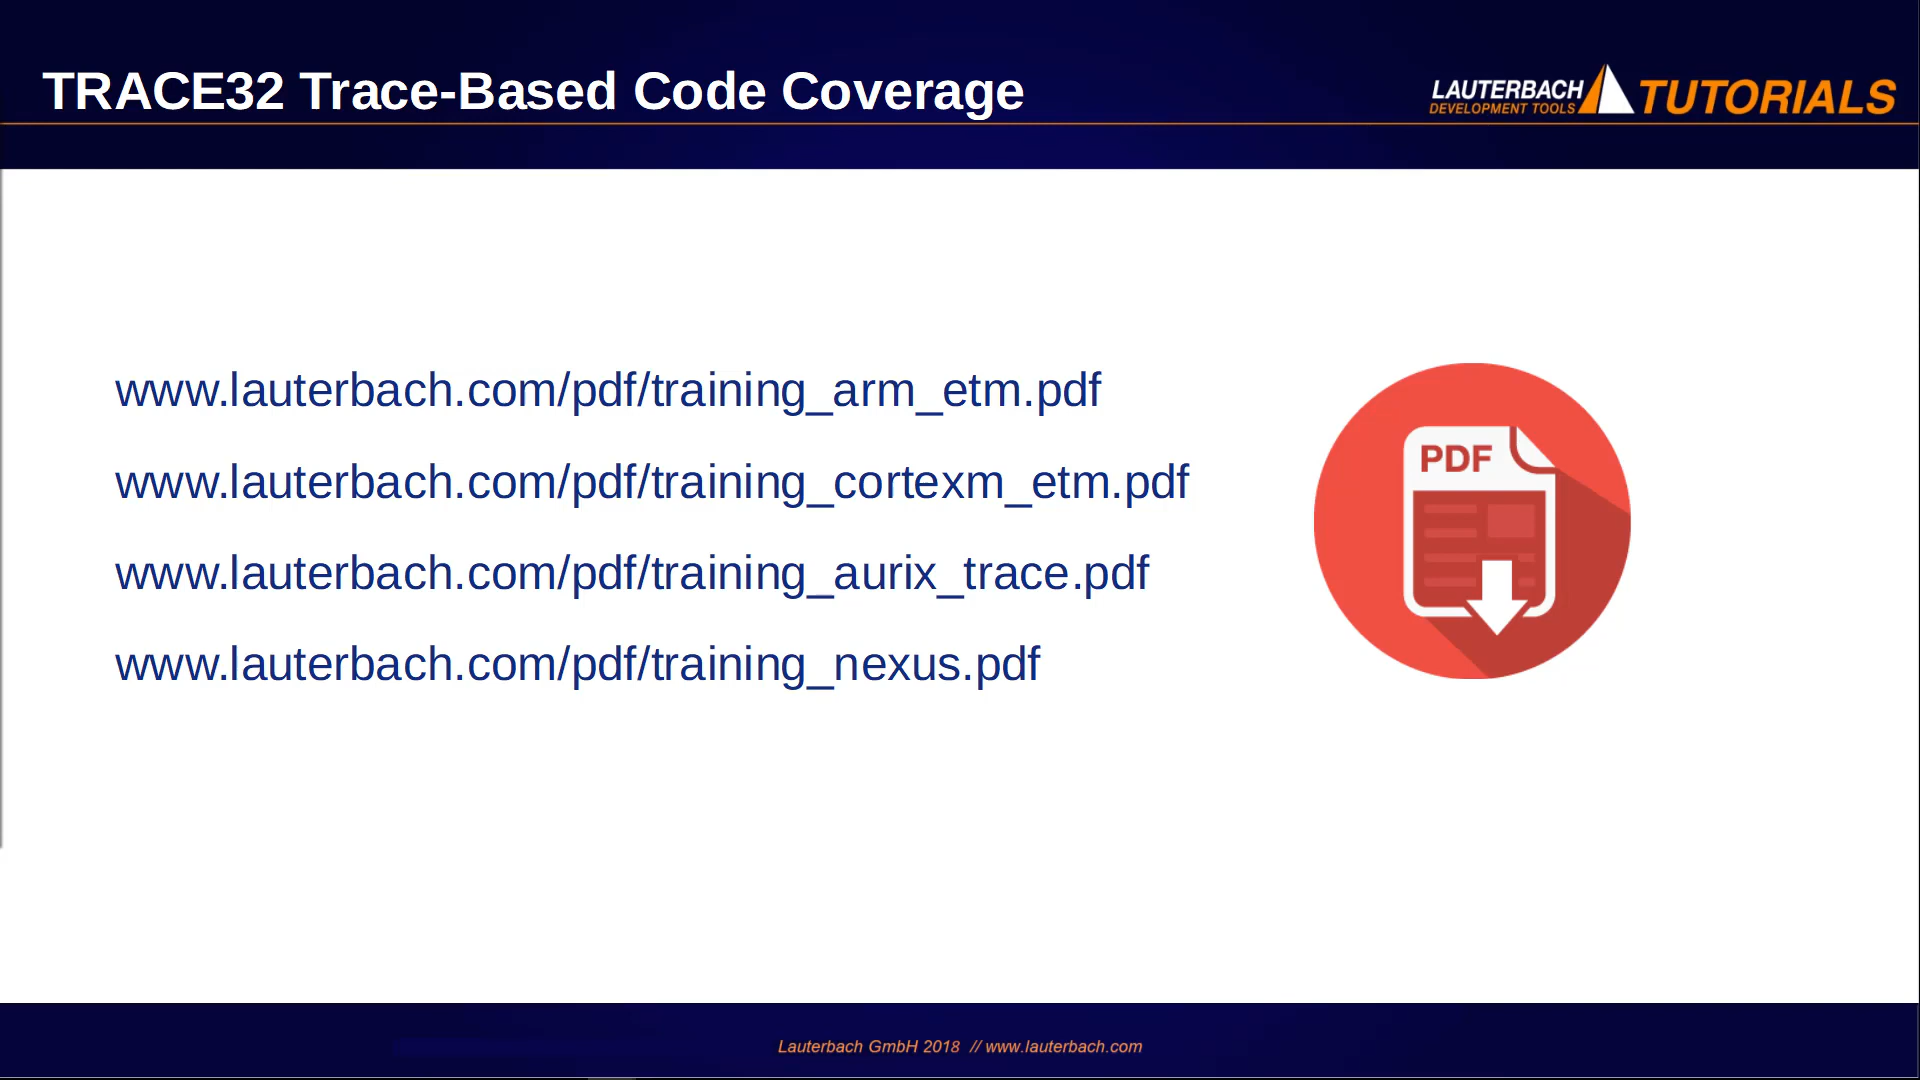 TRACE32 Trace-Based Code Coverage
LAUTERBACH
DEVELOPMENT TOOLS
TUTORIALS
www.lauterbach.com/pdf/training_arm_etm.pdf
www.lauterbach.com/pdf/training_cortexm_etm.pdf
www.lauterbach.com/pdf/training_aurix_trace.pdf
www.lauterbach.com/pdf/training_nexus.pdf
PDF
Lauterbach GmbH 2018 // www.lauterbach.com